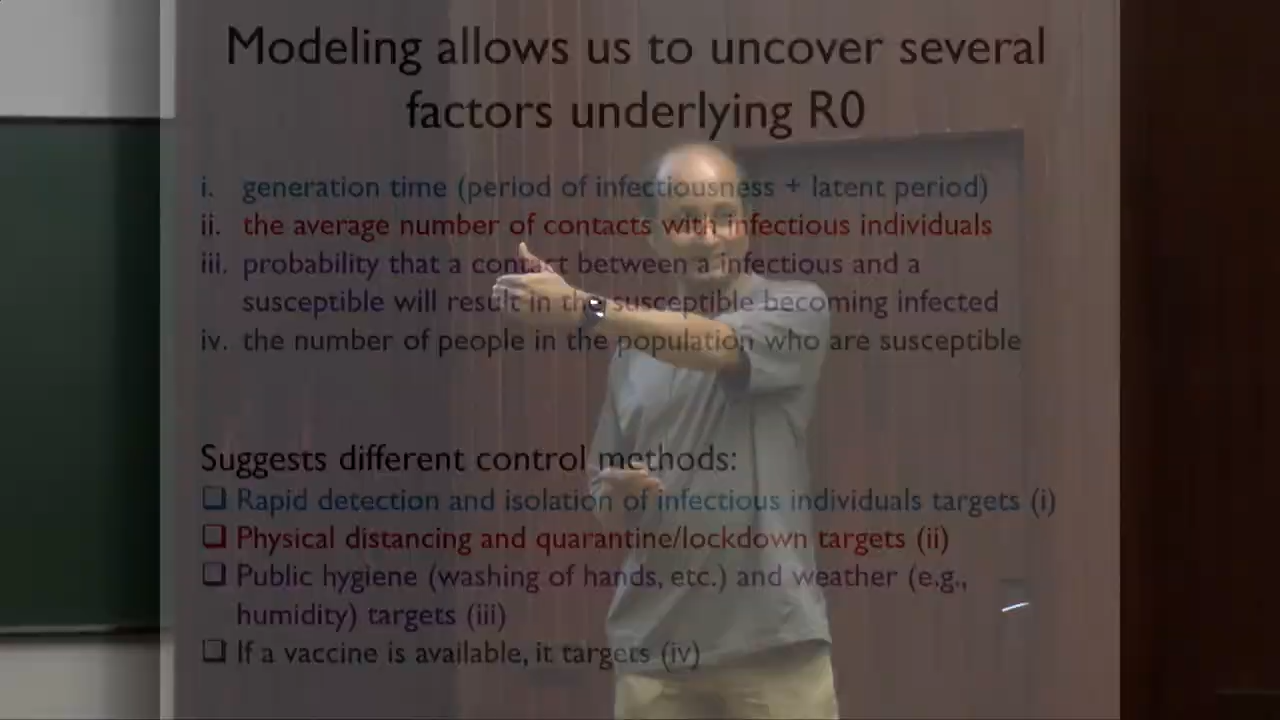 Modeling allows us to uncover several
factors underlying R0
i. generation time (period of infectiousness + latent period)
ii. the average number of contacts with infectious individuals
iii. probability that a contact between a infectious and a
susceptible will result in the susceptible becoming infected
iv. the number of people in the population who are susceptible
Suggests different control methods:
❑ Rapid detection and isolation of infectious individuals targets (i)
❑ Physical distancing and quarantine/lockdown targets (ii)
❑ Public hygiene (washing of hands, etc.) and weather (e.g.,
humidity) targets (iii)
❑ If a vaccine is available, it targets (iv)